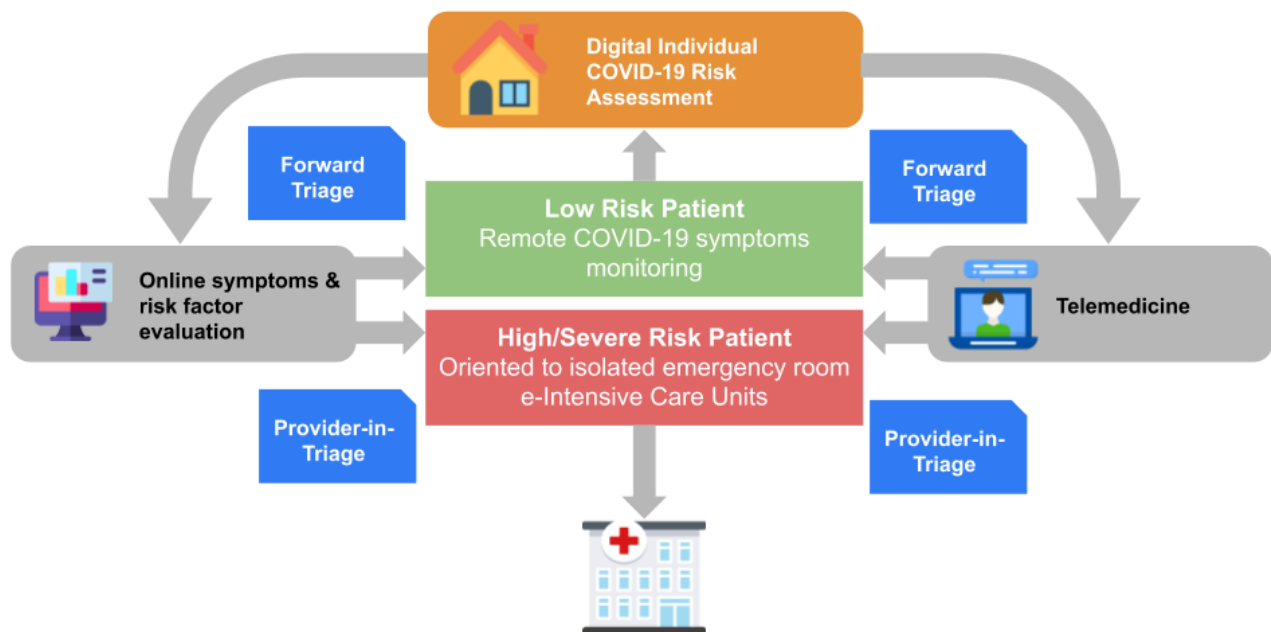 Digital Individual
COVID-19 Risk
Assessment
Forward
Triage
Forward
Triage
Low Risk Patient
Remote COVID-19 symptoms
monitoring
Online symptoms &
risk factor
evaluation
Telemedicine
High/Severe Risk Patient
Oriented to isolated emergency room
e-Intensive Care Units
Provider-in-
Triage
Provider-in-
Triage